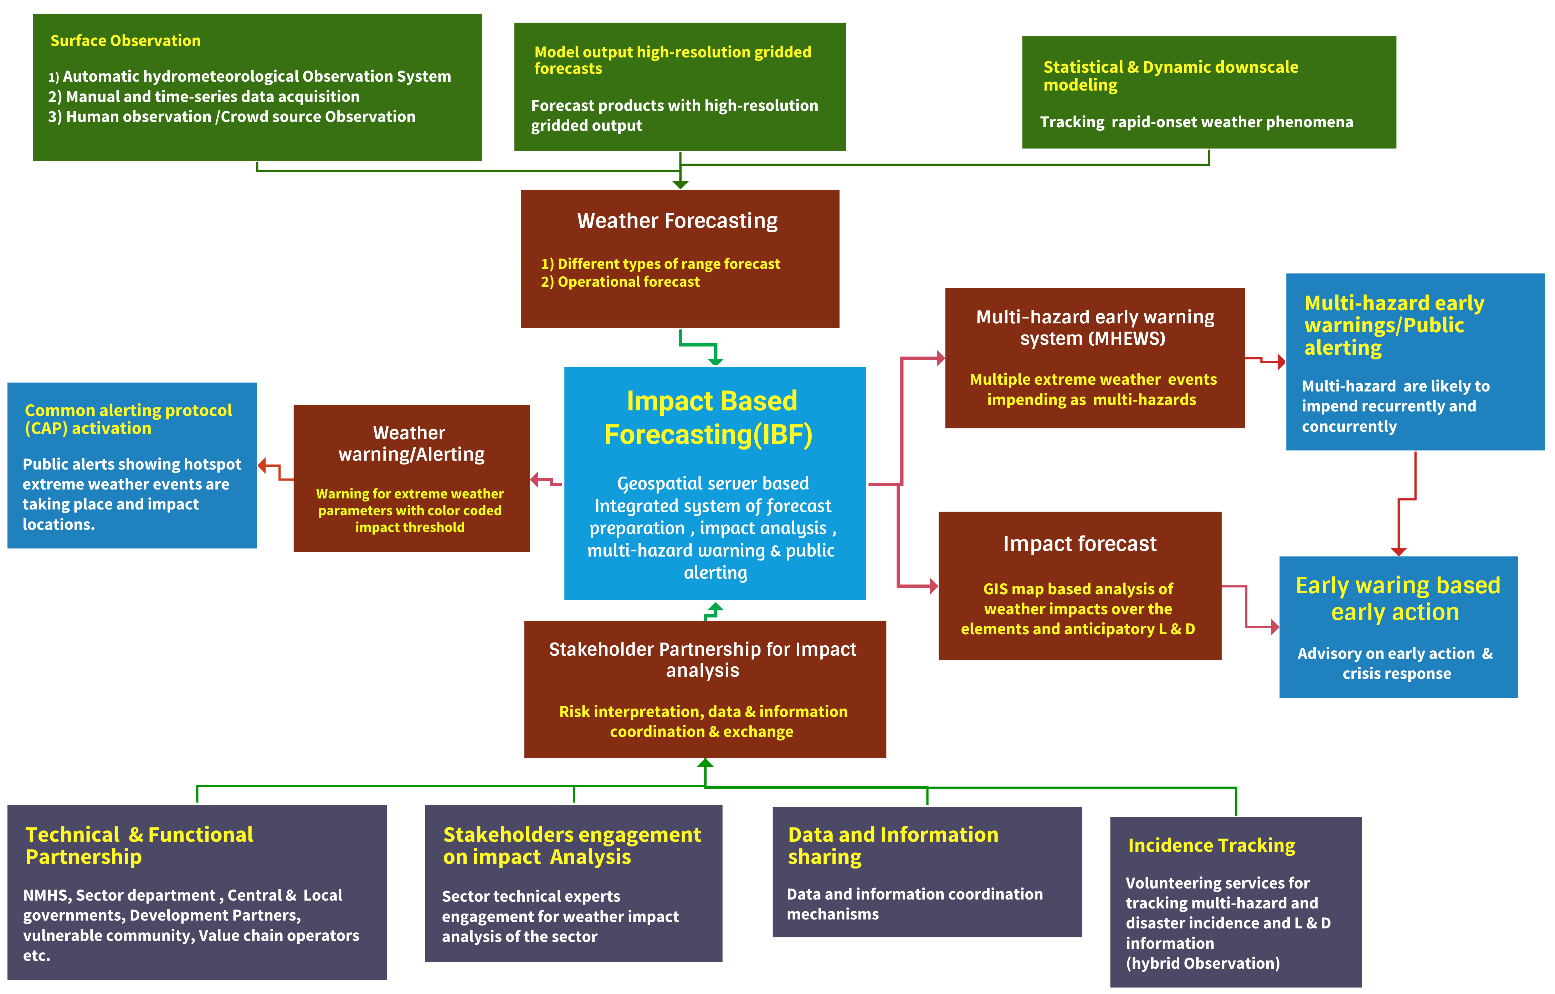 Surface Observation
1) Automatic hydrometeorological Observation System
2) Manual and time-series data acquisition
3) Human observation /Crowd source Observation
Model output high-resolution gridded
forecasts
Forecast products with high-resolution
gridded output
Statistical & Dynamic downscale
modeling
Tracking rapid-onset weather phenomena
Weather Forecasting
1) Different types of range forecast
2) Operational forecast
Multi-hazard early warning
system (MHEWS)
Multiple extreme weather events
impending as multi-hazards
Multi-hazard early
warnings/Public
alerting
Multi-hazard are likely to
impend recurrently and
concurrently
Common alerting protocol
(CAP) activation
Public alerts showing hotspot
extreme weather events are
taking place and impact
locations.
Weather
warning/Alerting
Warning for extreme weather
parameters with color coded
impact threshold
Impact Based
Forecasting(IBF)
Geospatial server based
Integrated system of forecast
preparation , impact analysis ,
multi-hazard warning & public
alerting
Impact forecast
GIS map based analysis of
weather impacts over the
elements and anticipatory L & D
Early waring based
early action
Advisory on early action &
crisis response
Stakeholder Partnership for Impact
analysis
Risk interpretation, data & information
coordination & exchange
Technical & Functional
Partnership
NMHS, Sector department , Central & Local
governments, Development Partners,
vulnerable community, Value chain operators
etc.
Stakeholders engagement
on impact Analysis
Sector technical experts
engagement for weather impact
analysis of the sector
Data and Information
sharing
Data and information coordination
mechanisms
Incidence Tracking
Volunteering services for
tracking multi-hazard and
disaster incidence and L & D
information
(hybrid Observation)